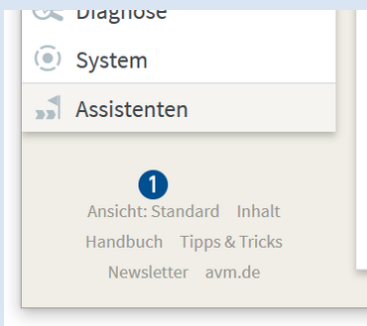 Diagnose
System
Assistenten
1
Ansicht: Standard Inhalt
Handbuch Tipps & Tricks
Newsletter avm.de